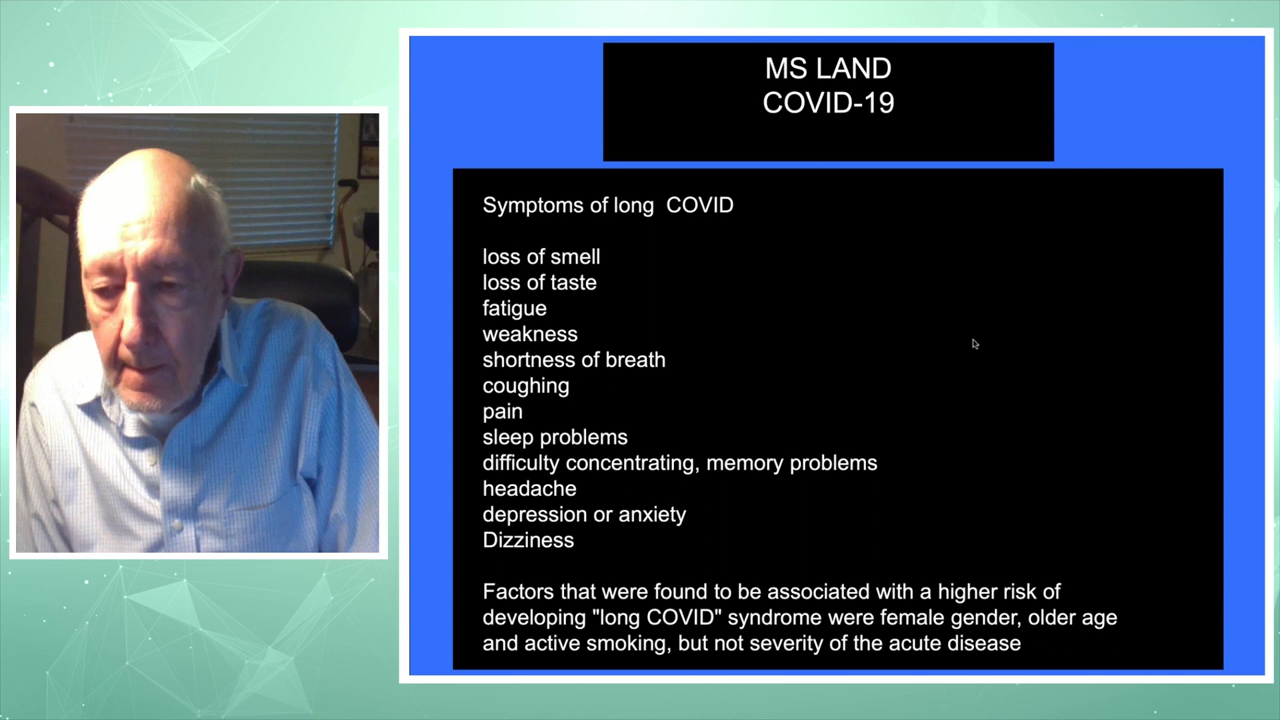 MS LAND
COVID-19
Symptoms of long  COVID
loss of smell
loss of taste
fatigue
weakness
shortness of breath
coughing
pain
sleep problems
difficulty concentrating, memory problems
headache
depression or anxiety
Dizziness
Factors that were found to be associated with a higher risk of
developing "long COVID" syndrome were female gender, older age
and active smoking, but not severity of the acute disease